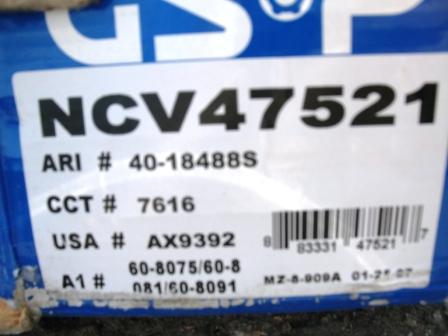 GSP
NCV47521
ARI # 40-18488S
CCT # 7616
USA # AX9392
8 83331 47521 7
A1 # 60-8075/60-8
081/60-8091
MZ-8-909A 01-25-07